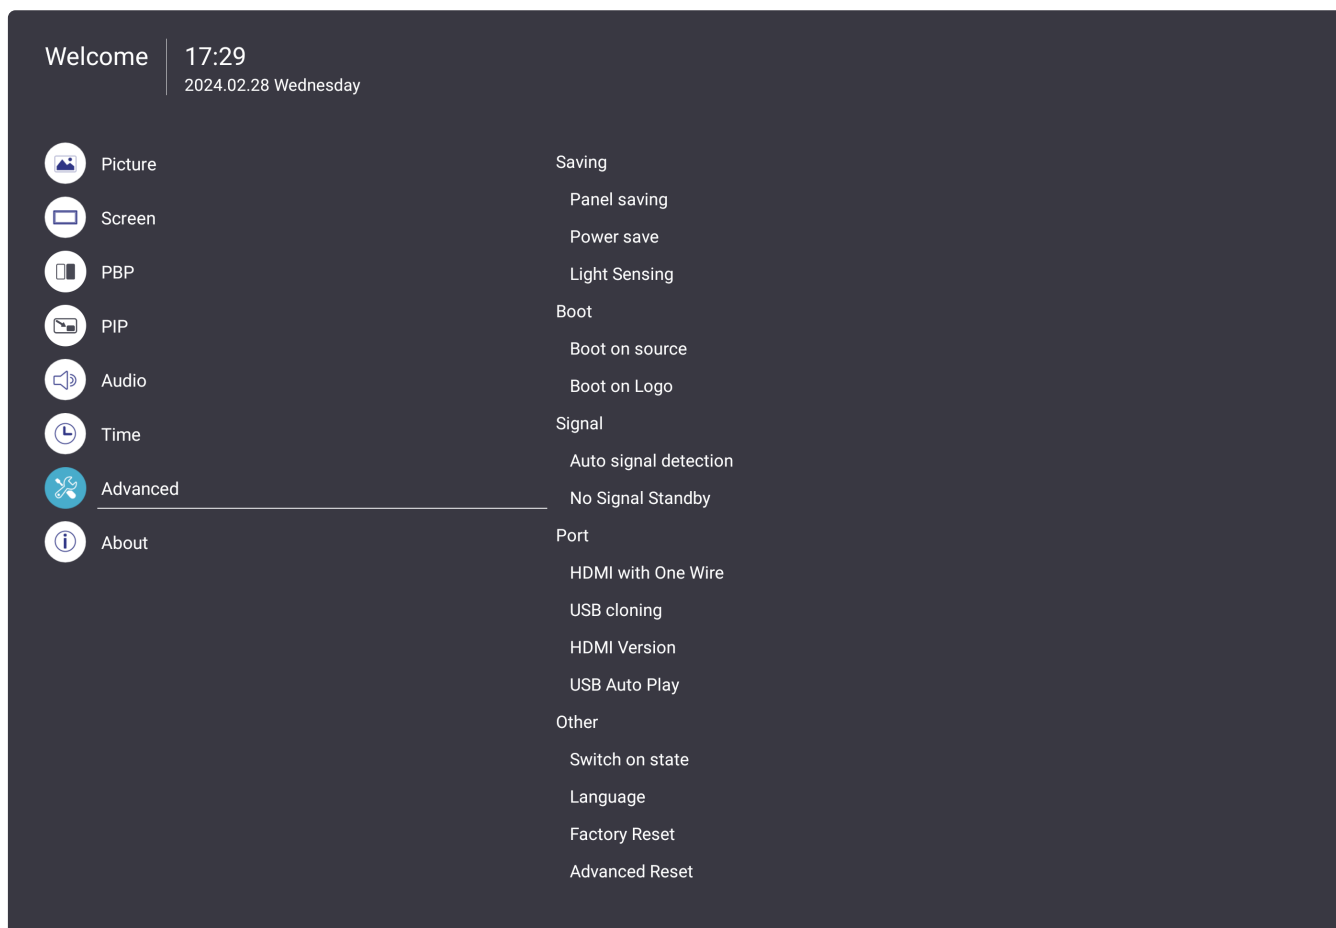 Welcome
17:29
2024.02.28 Wednesday
Picture
Screen
PBP
PIP
Audio
Time
Advanced
About
Saving
Panel saving
Power save
Light Sensing
Boot
Boot on source
Boot on Logo
Signal
Auto signal detection
No Signal Standby
Port
HDMI with One Wire
USB cloning
HDMI Version
USB Auto Play
Other
Switch on state
Language
Factory Reset
Advanced Reset